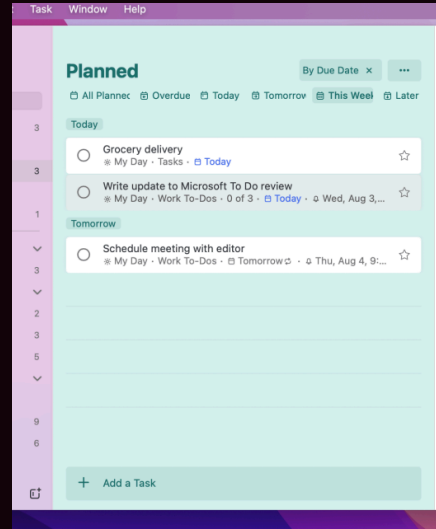 Task Window Help
Planned
By Due Date × ...
All Planned Overdue Today Tomorrow This Week Later
3
Today
Grocery delivery
My Day · Tasks · Today
3
Write update to Microsoft To Do review
My Day · Work To-Dos · 0 of 3 · Today · Wed, Aug 3,...
1
Tomorrow
Schedule meeting with editor
My Day · Work To-Dos · Tomorrow · Thu, Aug 4, 9:...
3
2
3
5
9
6
+ Add a Task